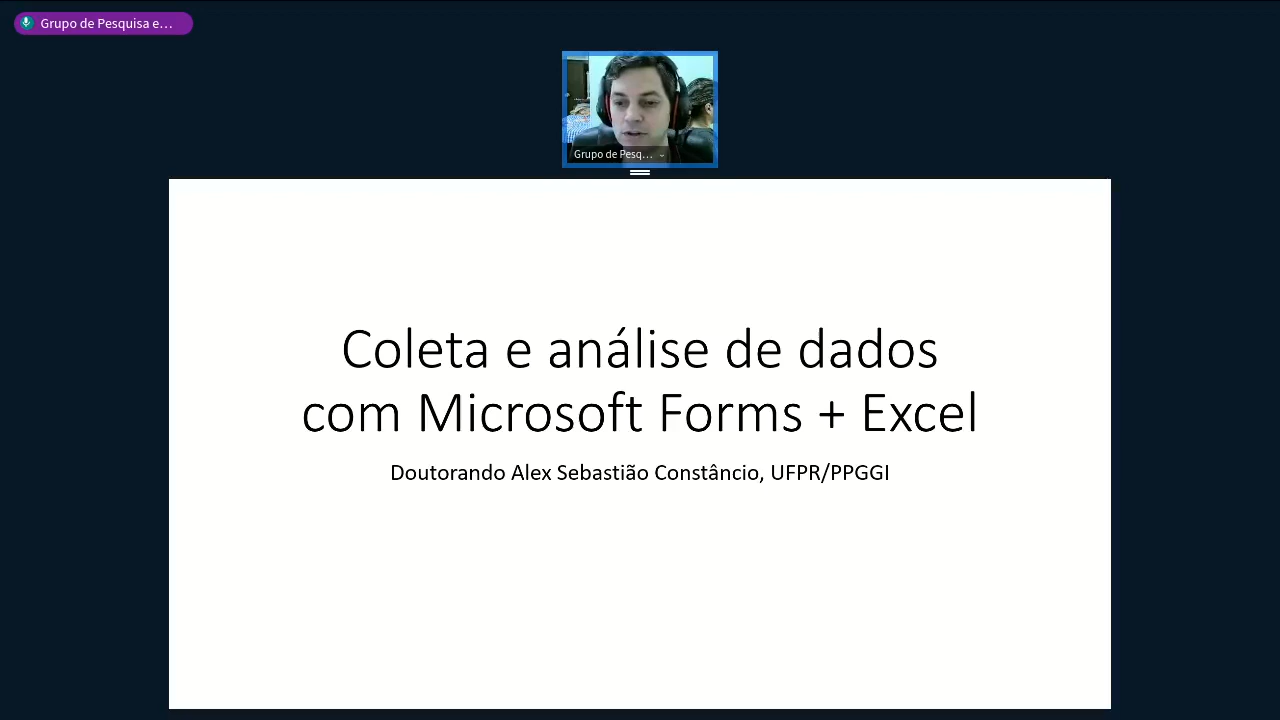 Grupo de Pesquisa e...
Grupo de Pesq...
Coleta e análise de dados
com Microsoft Forms + Excel
Doutorando Alex Sebastião Constâncio, UFPR/PPGGI